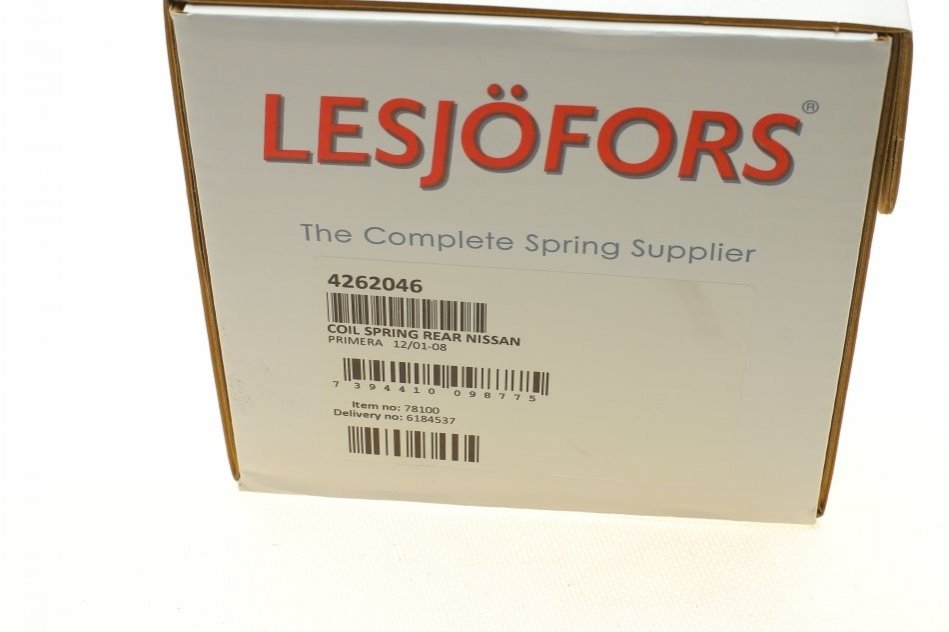 LESJÖFORS®
The Complete Spring Supplier
4262046
COIL SPRING REAR NISSAN
PRIMERA 12/01-08
7 394410 098775
Item no: 78100
Delivery no: 6184537